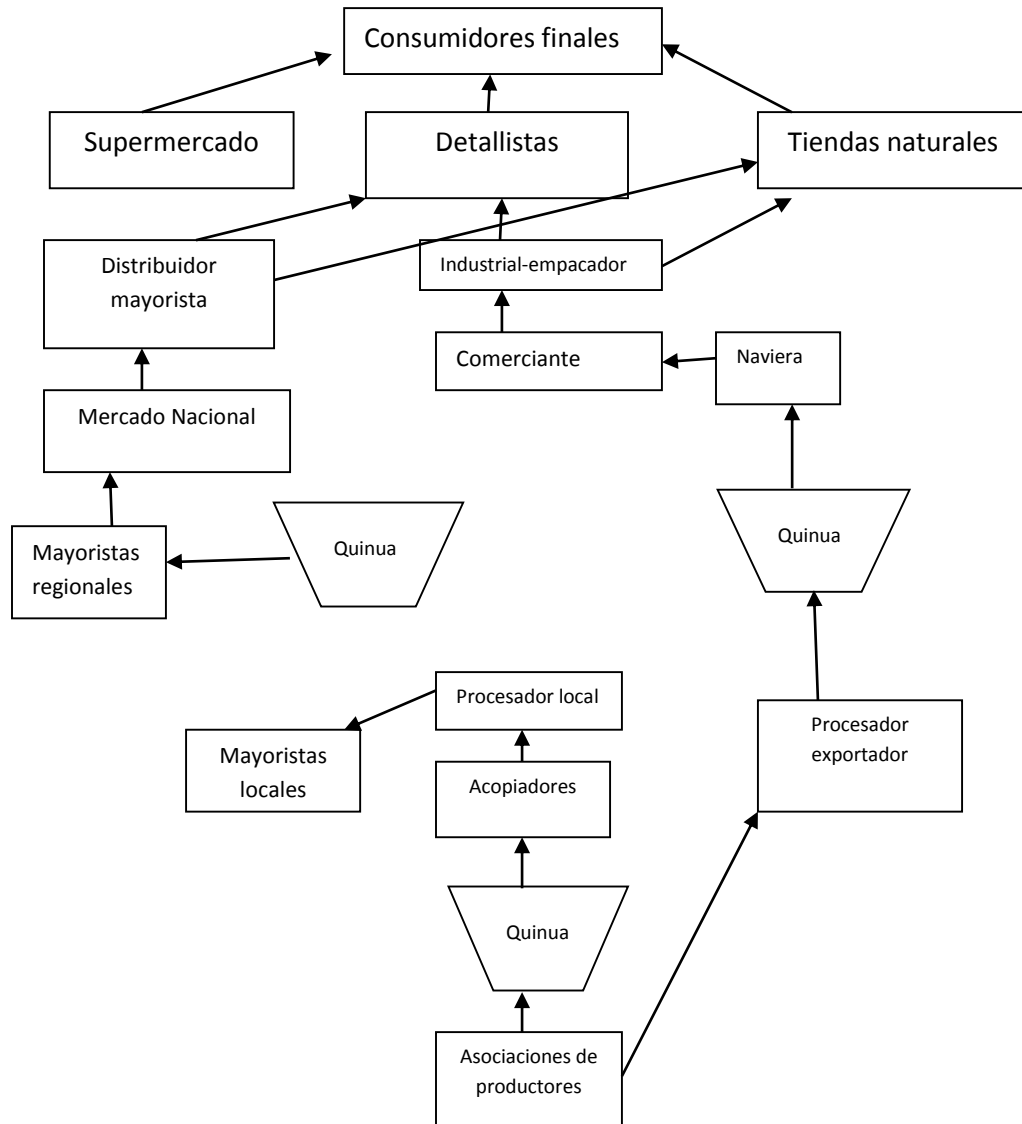 Consumidores finales
Supermercado
Detallistas
Tiendas naturales
Distribuidor
mayorista
Industrial-empacador
Comerciante
Naviera
Mercado Nacional
Mayoristas
regionales
Quinua
Quinua
Procesador local
Mayoristas
locales
Procesador
exportador
Acopiadores
Quinua
Asociaciones de
productores